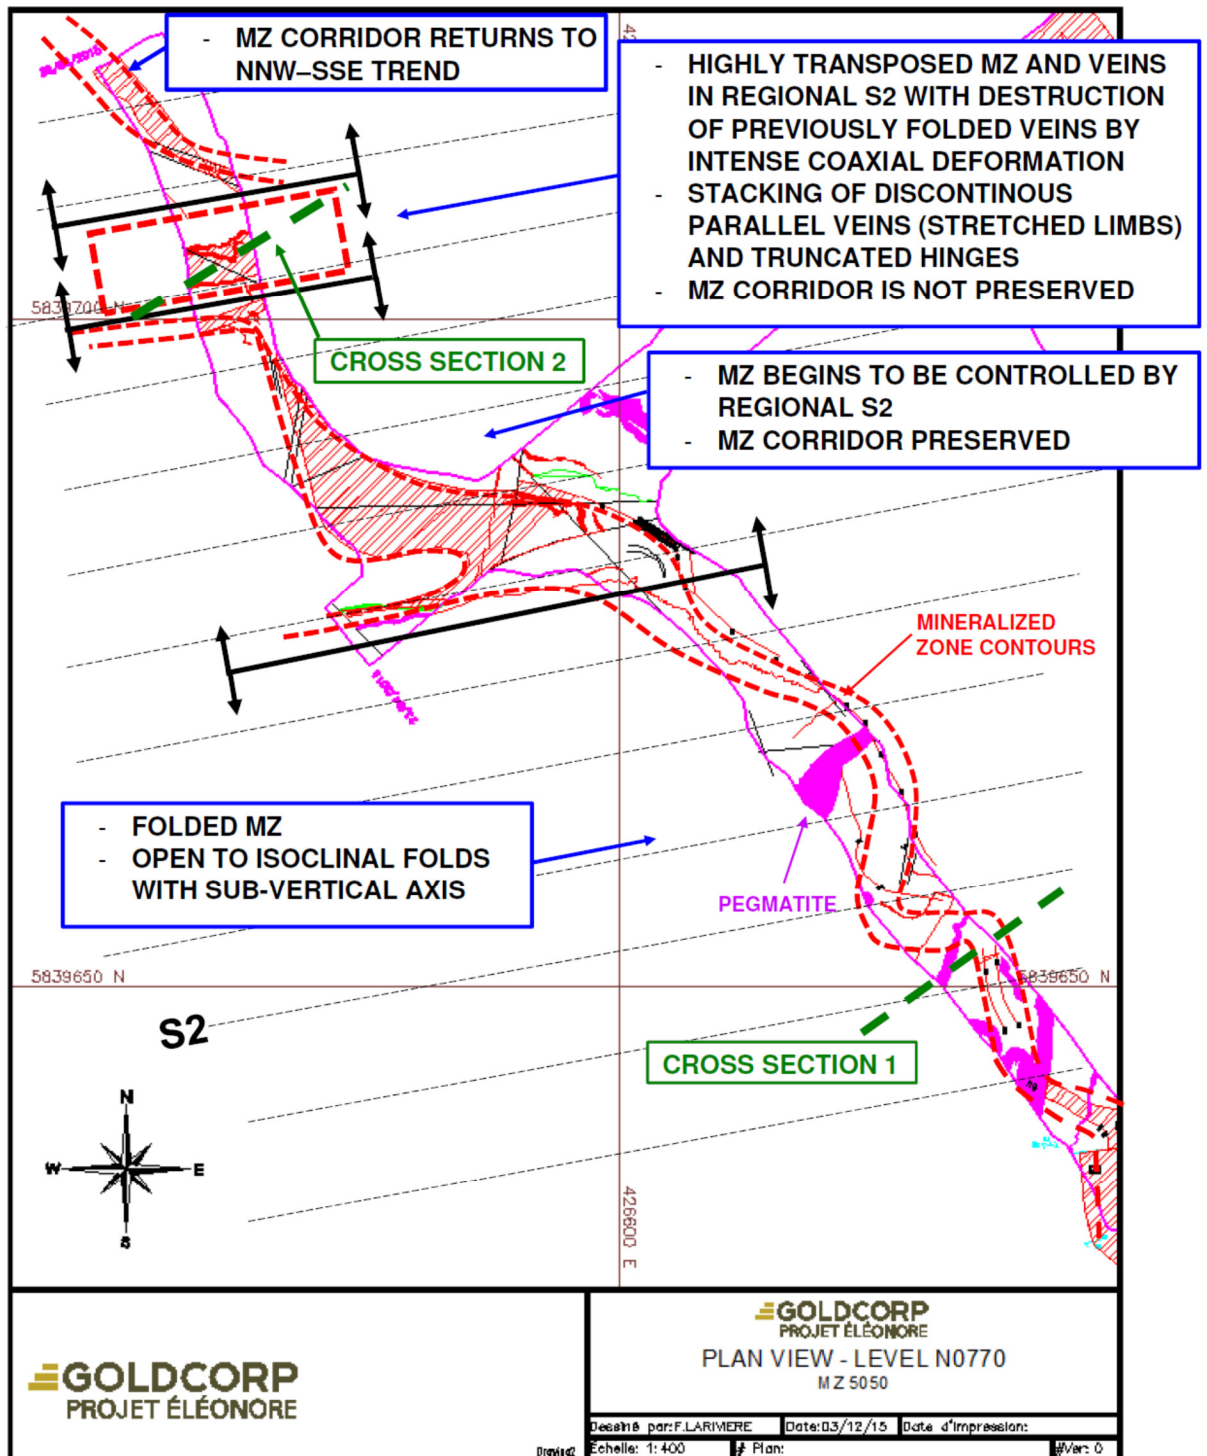 - MZ CORRIDOR RETURNS TO
NNW–SSE TREND
- HIGHLY TRANSPOSED MZ AND VEINS
IN REGIONAL S2 WITH DESTRUCTION
OF PREVIOUSLY FOLDED VEINS BY
INTENSE COAXIAL DEFORMATION
- STACKING OF DISCONTINOUS
PARALLEL VEINS (STRETCHED LIMBS)
AND TRUNCATED HINGES
- MZ CORRIDOR IS NOT PRESERVED
5839700 N
CROSS SECTION 2
- MZ BEGINS TO BE CONTROLLED BY
REGIONAL S2
- MZ CORRIDOR PRESERVED
MINERALIZED
ZONE CONTOURS
- FOLDED MZ
- OPEN TO ISOCLINAL FOLDS
WITH SUB-VERTICAL AXIS
PEGMATITE
5839650 N
5839650 N
S2
CROSS SECTION 1
N
W
E
S
426600 E
GOLDCORP
PROJET ÉLÉONORE
GOLDCORP
PROJET ÉLÉONORE
PLAN VIEW - LEVEL N0770
MZ 5050
Dessiné par:F.LARIVIERE
Date:03/12/15
Date d'impression:
Echelle: 1:400
# Plan:
#Ver: 0